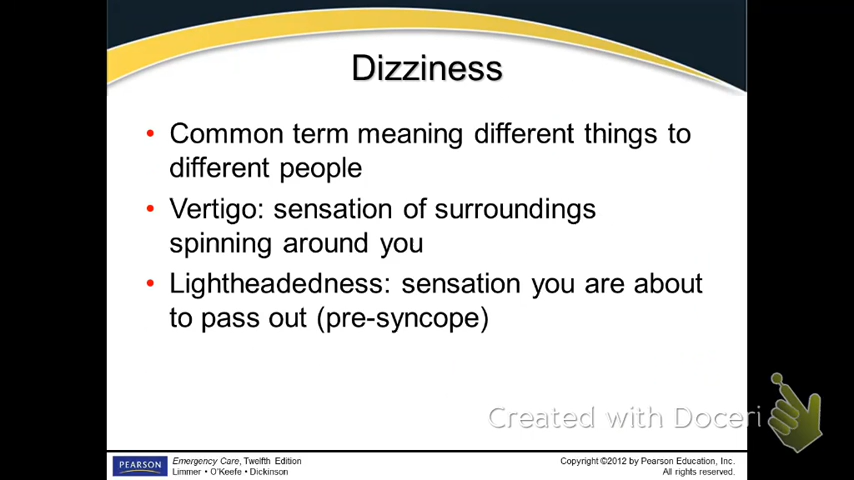 Dizziness
• Common term meaning different things to
different people
• Vertigo: sensation of surroundings
spinning around you
• Lightheadedness: sensation you are about
to pass out (pre-syncope)
Created with Doceri
PEARSON
Emergency Care, Twelfth Edition
Limmer • O'Keefe • Dickinson
Copyright ©2012 by Pearson Education, Inc.
All rights reserved.